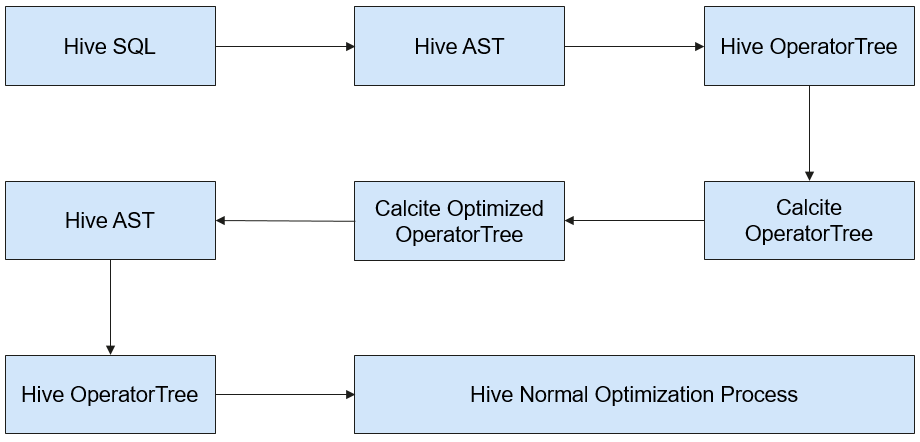 Hive SQL
Hive AST
Hive OperatorTree
Hive AST
Calcite Optimized
OperatorTree
Calcite
OperatorTree
Hive OperatorTree
Hive Normal Optimization Process